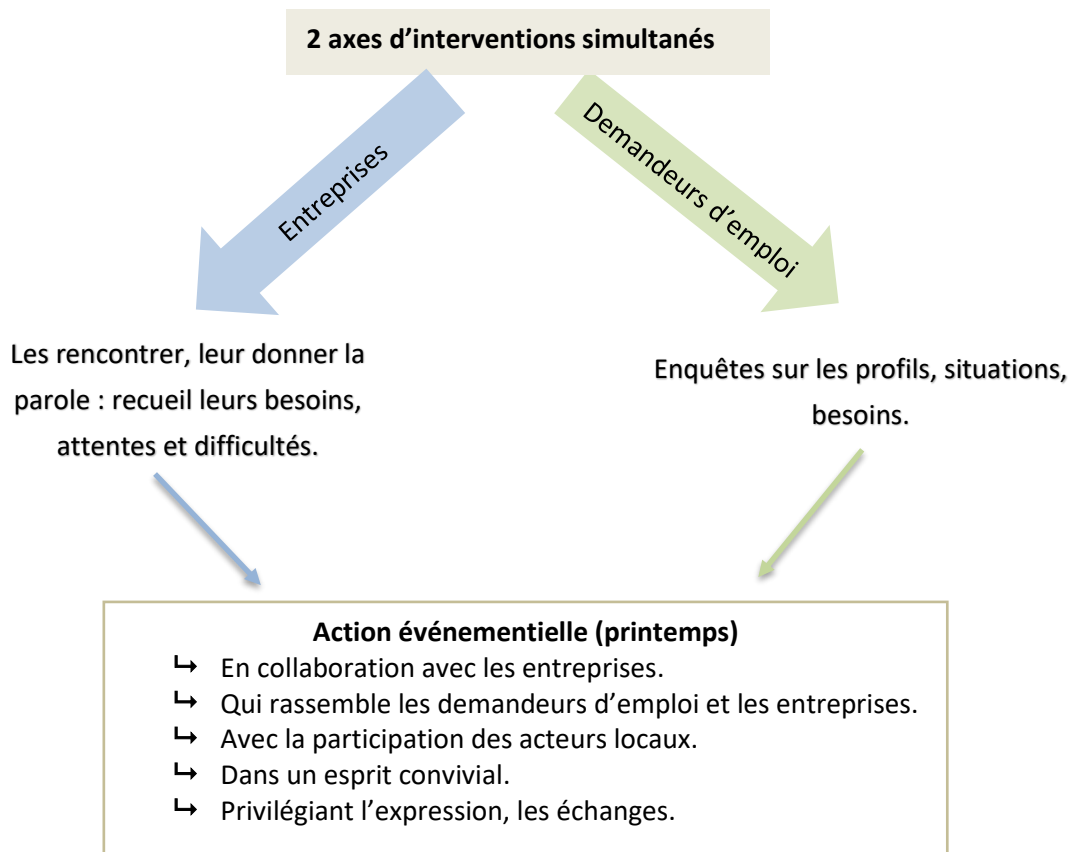 2 axes d’interventions simultanés
Entreprises
Demandeurs d’emploi
Les rencontrer, leur donner la
parole : recueil leurs besoins,
attentes et difficultés.
Enquêtes sur les profils, situations,
besoins.
Action événementielle (printemps)
↳ En collaboration avec les entreprises.
↳ Qui rassemble les demandeurs d’emploi et les entreprises.
↳ Avec la participation des acteurs locaux.
↳ Dans un esprit convivial.
↳ Privilégiant l’expression, les échanges.